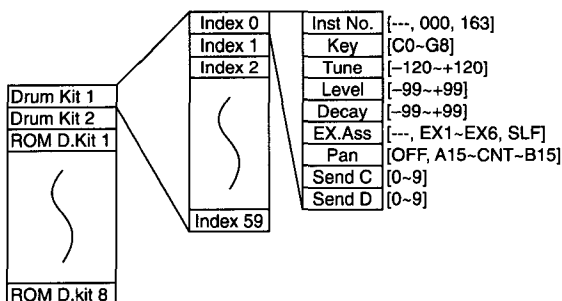 Drum Kit 1
Drum Kit 2
ROM D.Kit 1
ROM D.kit 8
Index 0
Index 1
Index 2
Index 59
Inst No. [---, 000, 163]
Key [C0~G8]
Tune [–120~+120]
Level [–99~+99]
Decay [–99~+99]
EX.Ass [---, EX1~EX6, SLF]
Pan [OFF, A15~CNT~B15]
Send C [0~9]
Send D [0~9]